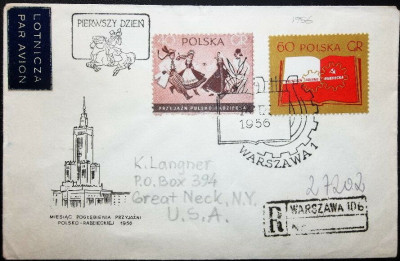 1956
LOTNICZA
PAR AVION
PIERWSZY DZIEŃ
POLSKA
PRZYJAŹŃ POLSKO-RADZIECKA
60 POLSKA GR
1956
WARSZAWA 1
K. Langner
P.O. Box 394
Great Neck, N.Y.
U.S.A.
27202
R WARSZAWA 106
MIESIĄC POGŁĘBIENIA PRZYJAŹNI
POLSKO-RADZIECKIEJ 1956